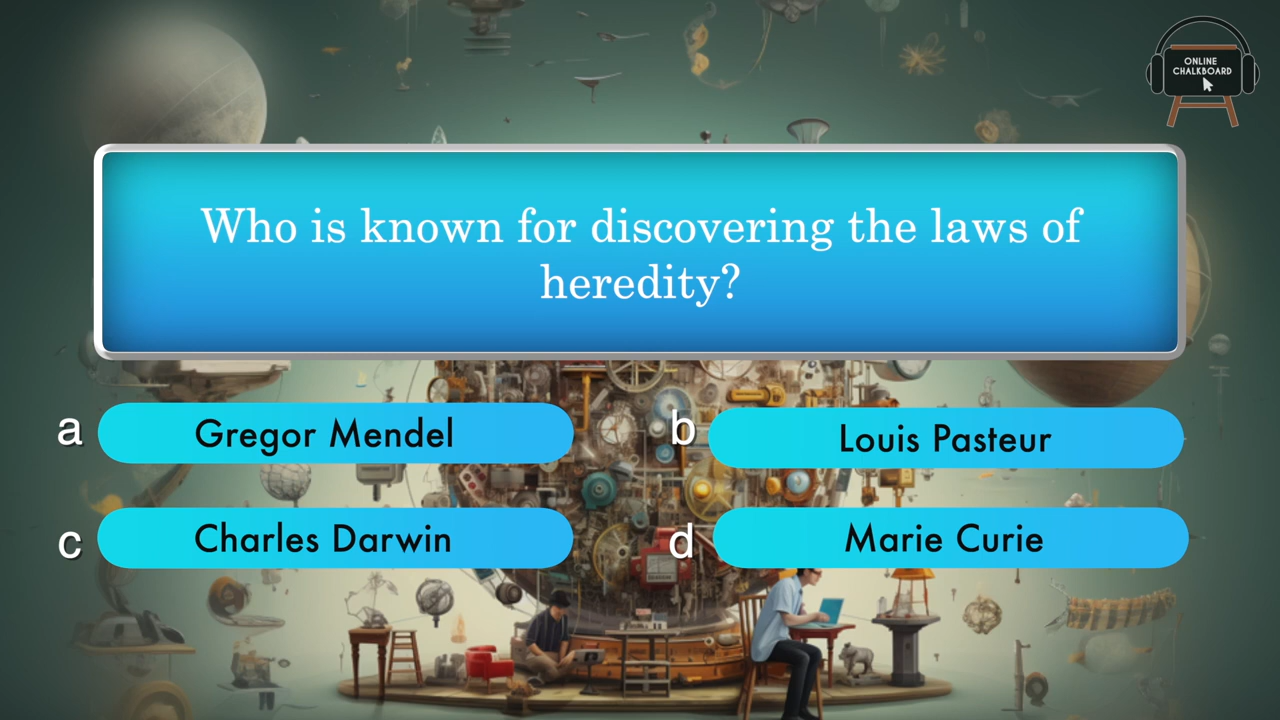 ONLINE
CHALKBOARD
Who is known for discovering the laws of
heredity?
a Gregor Mendel
b Louis Pasteur
c Charles Darwin
d Marie Curie